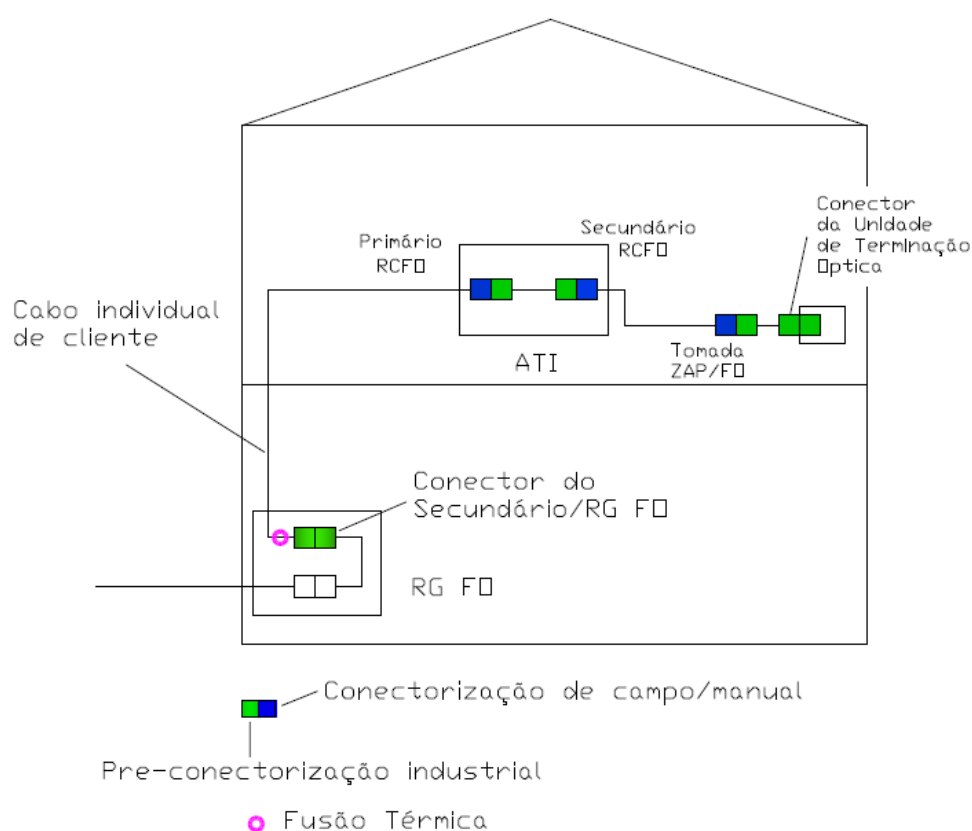 Conector
da Unidade
de Terminação
Optica
Secundário
RCFO
Primário
RCFO
Cabo individual
de cliente
ATI
Tomada
ZAP/FO
Conector do
Secundário/RG FO
RG FO
Conectorização de campo/manual
Pre-conectorização industrial
Fusão Térmica